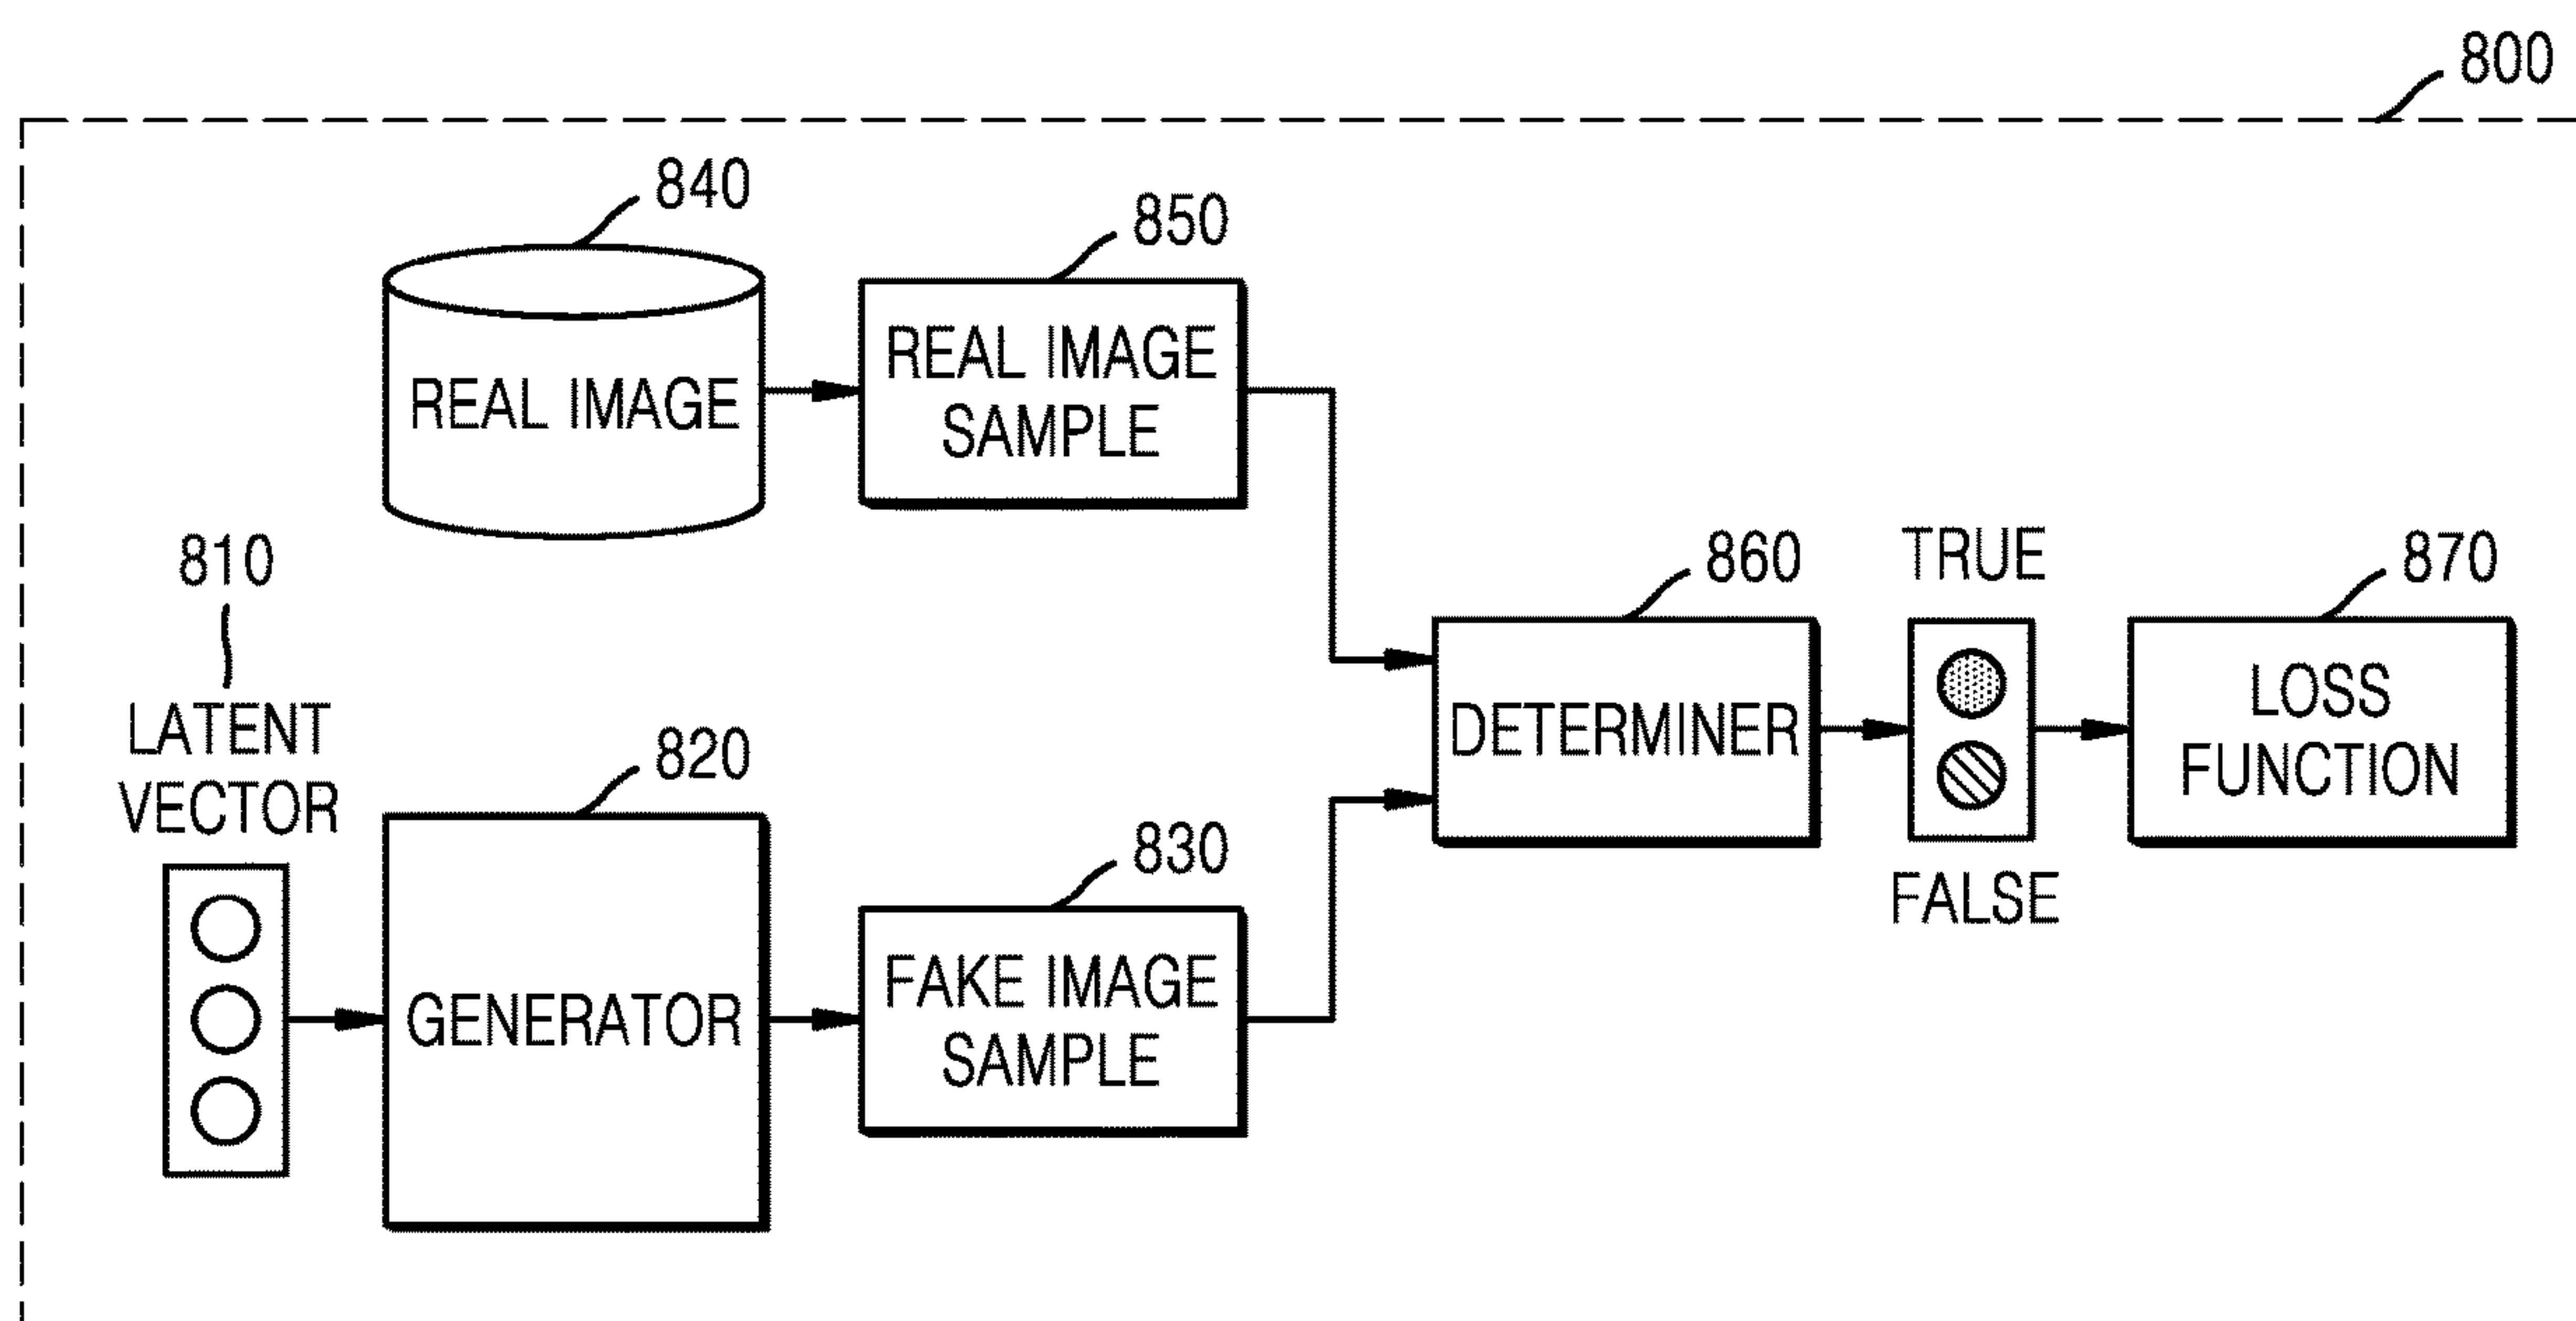 800
840
REAL IMAGE
850
REAL IMAGE
SAMPLE
810
LATENT
VECTOR
820
GENERATOR
830
FAKE IMAGE
SAMPLE
860
DETERMINER
TRUE
FALSE
870
LOSS
FUNCTION